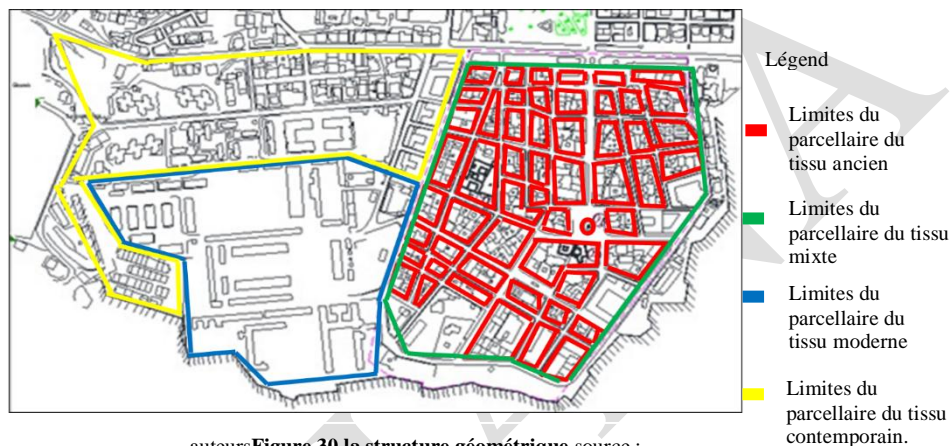 Légend
Limites du
parcellaire du
tissu ancien
Limites du
parcellaire du tissu
mixte
Limites du
parcellaire du
tissu moderne
Limites du
parcellaire du tissu
contemporain.
auteursFigure 30 la structure géométrique source :